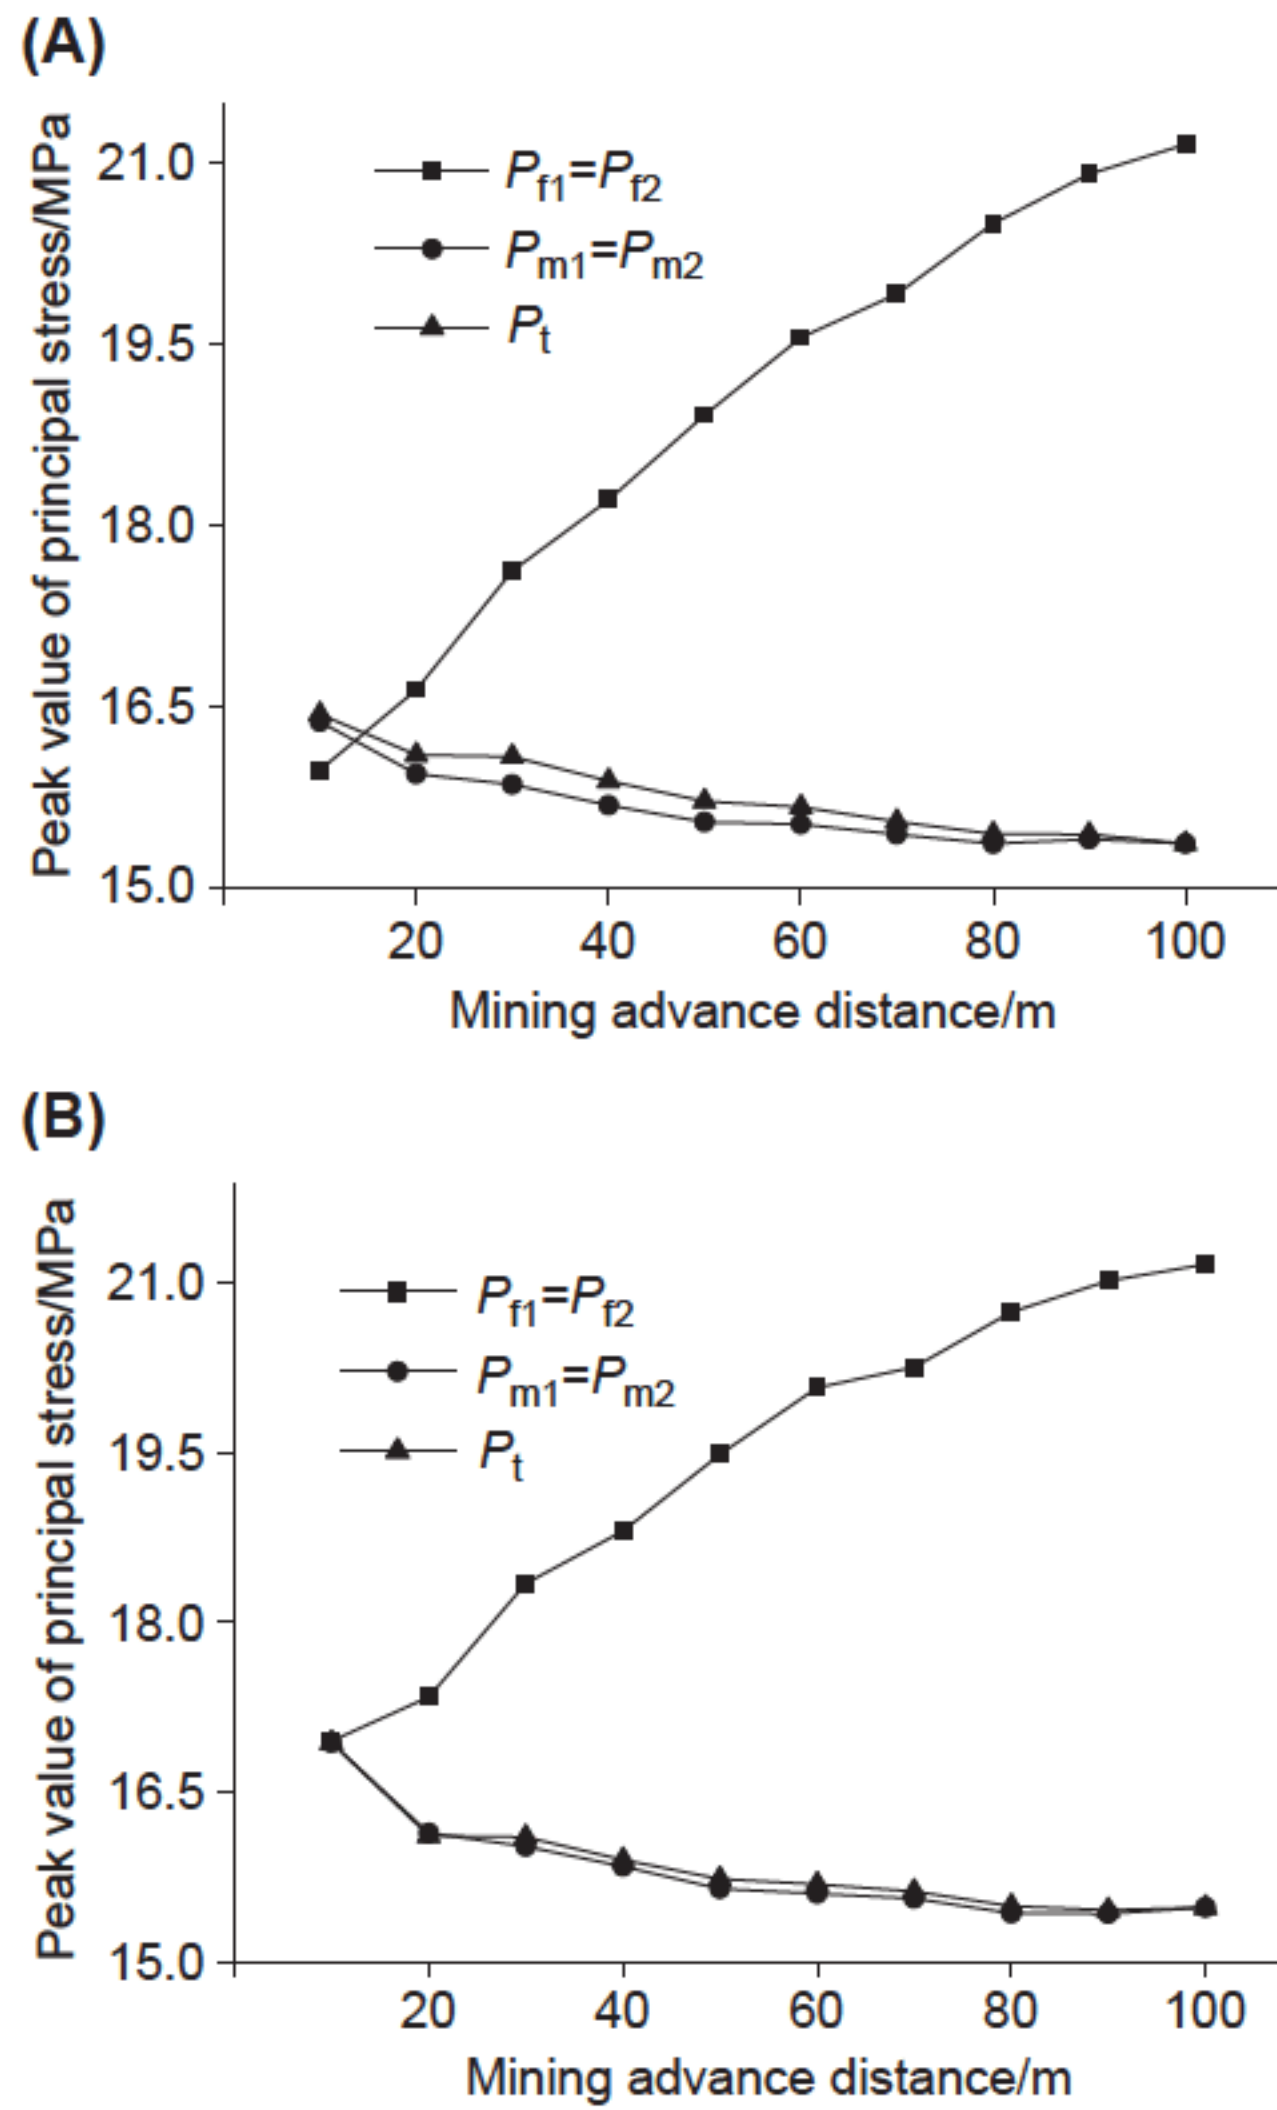 (A)
Peak value of principal stress/MPa
21.0
19.5
18.0
16.5
15.0
Pf1=Pf2
Pm1=Pm2
Pt
20 40 60 80 100
Mining advance distance/m
(B)
Peak value of principal stress/MPa
21.0
19.5
18.0
16.5
15.0
Pf1=Pf2
Pm1=Pm2
Pt
20 40 60 80 100
Mining advance distance/m